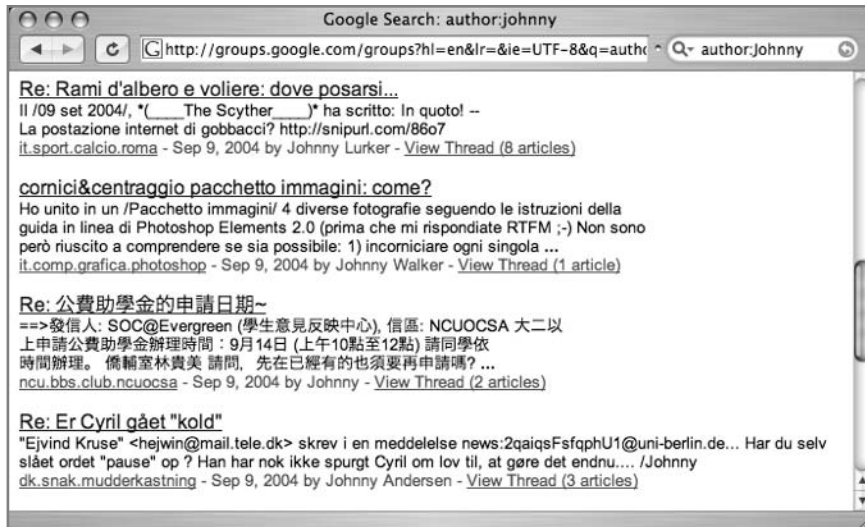 Google Search: author:johnny
http://groups.google.com/groups?hl=en&lr=&ie=UTF-8&q=autho author:Johnny
Re: Rami d'albero e voliere: dove posarsi...
Il /09 set 2004/, *(____The Scyther____)* ha scritto: In quoto! --
La postazione internet di gobbacci? http://snipurl.com/86o7
it.sport.calcio.roma - Sep 9, 2004 by Johnny Lurker - View Thread (8 articles)
cornici&centraggio pacchetto immagini: come?
Ho unito in un /Pacchetto immagini/ 4 diverse fotografie seguendo le istruzioni della
guida in linea di Photoshop Elements 2.0 (prima che mi rispondiate RTFM ;-) Non sono
però riuscito a comprendere se sia possibile: 1) incorniciare ogni singola ...
it.comp.grafica.photoshop - Sep 9, 2004 by Johnny Walker - View Thread (1 article)
Re: 公費助學金的申請日期~
==>發信人: SOC@Evergreen (學生意見反映中心), 信區: NCUOCSA 大二以
上申請公費助學金辦理時間：9月14日 (上午10點至12點) 請同學依
時間辦理。 僑輔室林貴美 請問, 先在已經有的也須要再申請嗎? ...
ncu.bbs.club.ncuocsa - Sep 9, 2004 by Johnny - View Thread (2 articles)
Re: Er Cyril gået "kold"
"Ejvind Kruse" <hejwin@mail.tele.dk> skrev i en meddelelse news:2qaiqsFsfqphU1@uni-berlin.de... Har du selv
slået ordet "pause" op ? Han har nok ikke spurgt Cyril om lov til, at gøre det endnu.... /Johnny
dk.snak.mudderkastning - Sep 9, 2004 by Johnny Andersen - View Thread (3 articles)